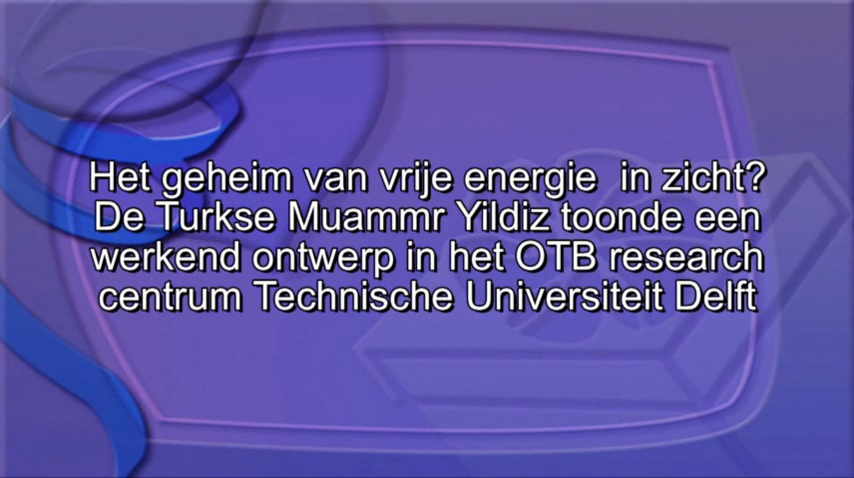 Het geheim van vrije energie  in zicht?
De Turkse Muammr Yildiz toonde een
werkend ontwerp in het OTB research
centrum Technische Universiteit Delft